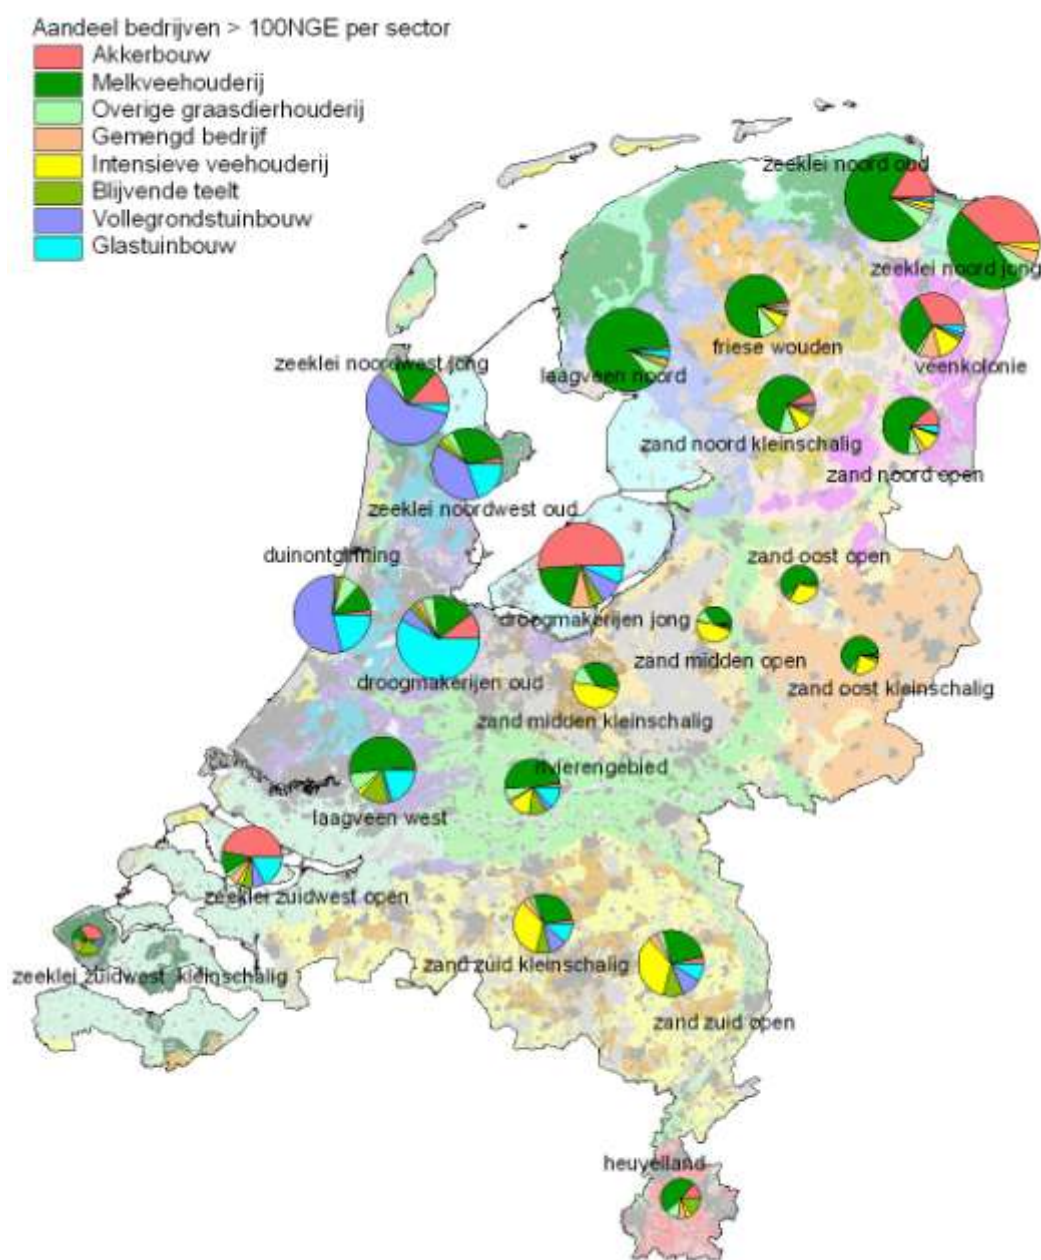 Aandeel bedrijven > 100NGE per sector
Akkerbouw
Melkveehouderij
Overige graasdierhouderij
Gemengd bedrijf
Intensieve veehouderij
Blijvende teelt
Vollegrondstuinbouw
Glastuinbouw
zeeklei noord oud
zeeklei noord jong
friese wouden
veenkolonie
zeeklei noordwest jong
laagveen noord
zand noord kleinschalig
zand noord open
zeeklei noordwest oud
duinontginning
zand oost open
droogmakerijen jong
zand midden open
droogmakerijen oud
zand oost kleinschalig
zand midden kleinschalig
rivierengebied
laagveen west
zeeklei zuidwest open
zand zuid kleinschalig
zeeklei zuidwest kleinschalig
zand zuid open
heuvelland